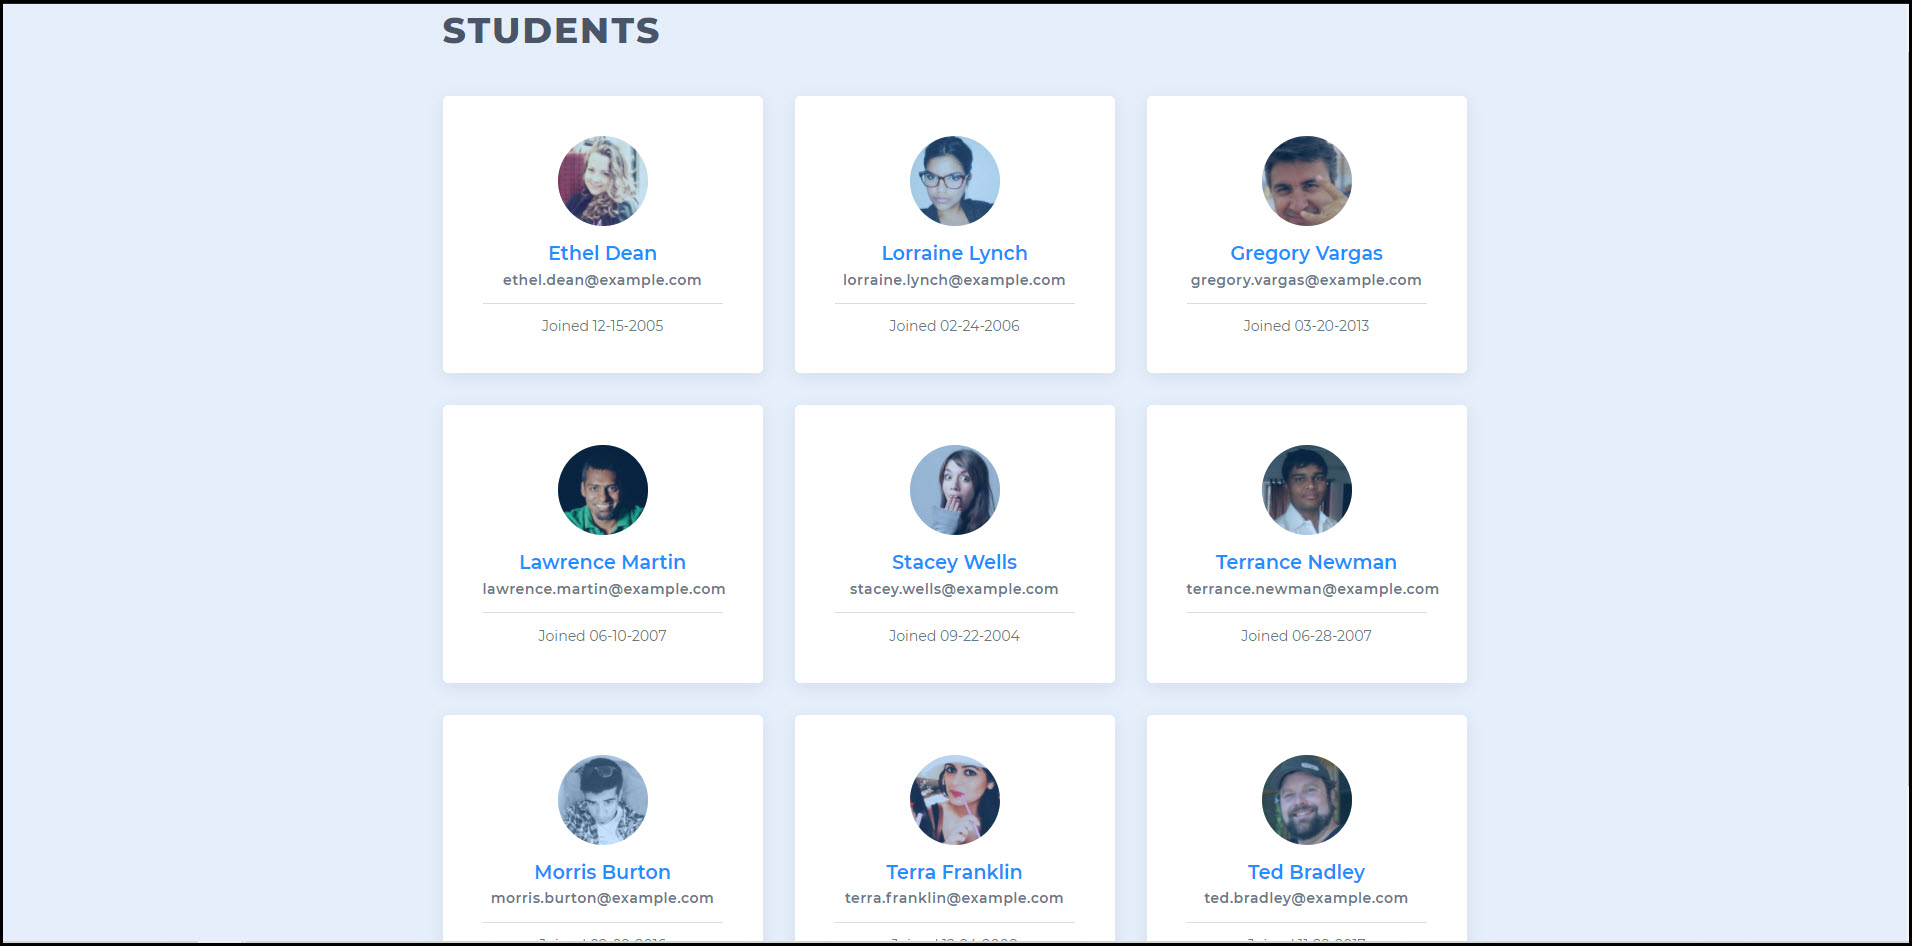 STUDENTS
Ethel Dean
ethel.dean@example.com
Joined 12-15-2005
Lorraine Lynch
lorraine.lynch@example.com
Joined 02-24-2006
Gregory Vargas
gregory.vargas@example.com
Joined 03-20-2013
Lawrence Martin
lawrence.martin@example.com
Joined 06-10-2007
Stacey Wells
stacey.wells@example.com
Joined 09-22-2004
Terrance Newman
terrance.newman@example.com
Joined 06-28-2007
Morris Burton
morris.burton@example.com
Joined
Terra Franklin
terra.franklin@example.com
Joined
Ted Bradley
ted.bradley@example.com
Joined